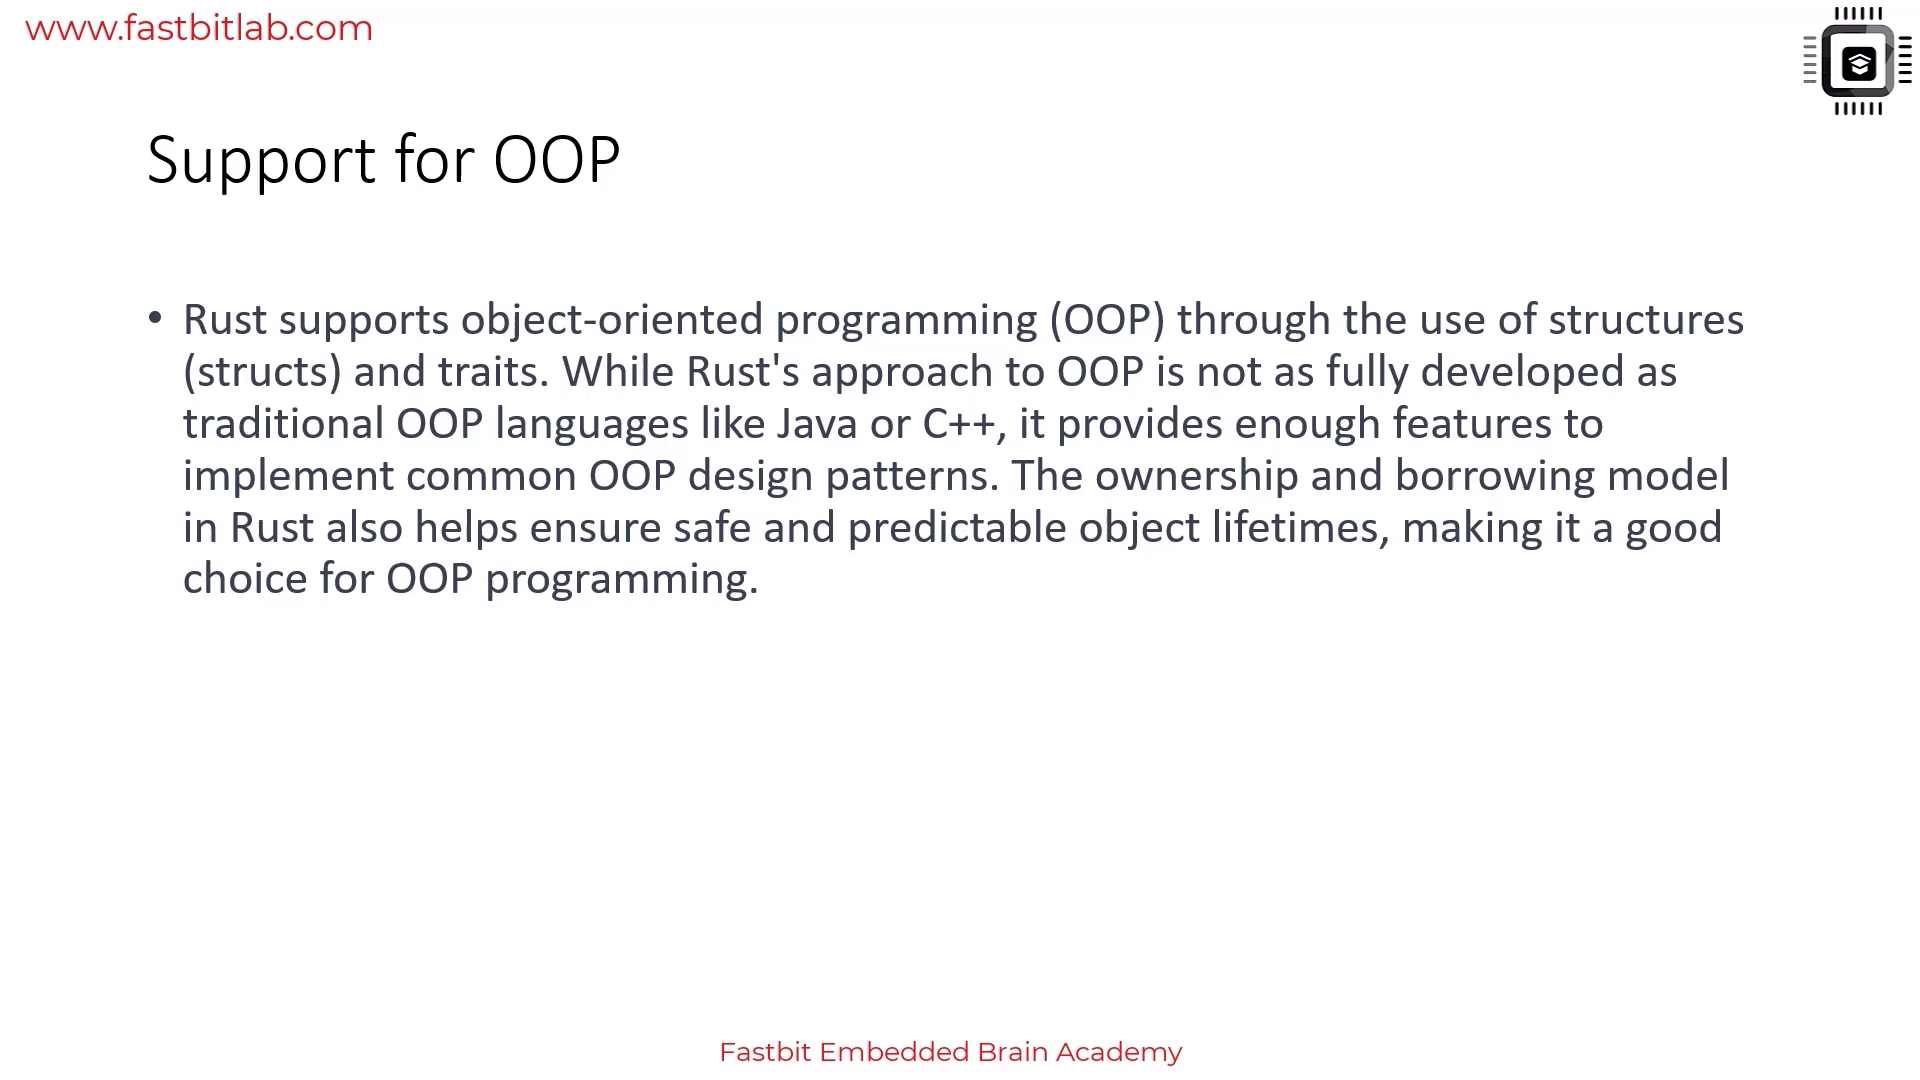 www.fastbitlab.com
Support for OOP
• Rust supports object-oriented programming (OOP) through the use of structures
(structs) and traits. While Rust's approach to OOP is not as fully developed as
traditional OOP languages like Java or C++, it provides enough features to
implement common OOP design patterns. The ownership and borrowing model
in Rust also helps ensure safe and predictable object lifetimes, making it a good
choice for OOP programming.
Fastbit Embedded Brain Academy